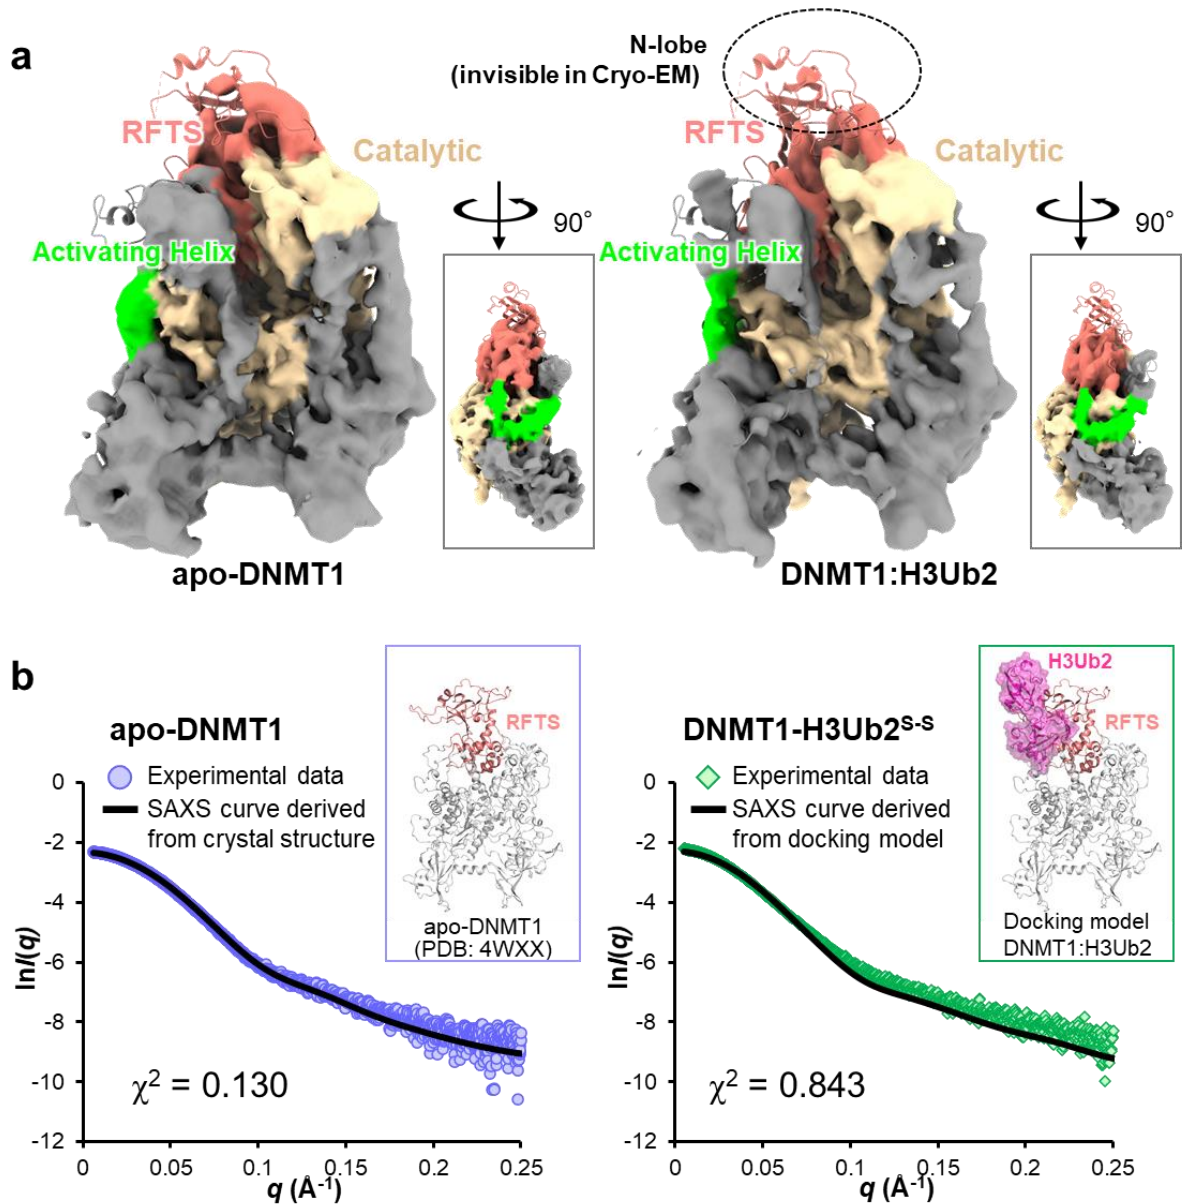 a
N-lobe
(invisible in Cryo-EM)
RFTS
Catalytic
Activating Helix
90°
apo-DNMT1
RFTS
Catalytic
Activating Helix
90°
DNMT1:H3Ub2
b
apo-DNMT1
Experimental data
SAXS curve derived
from crystal structure
RFTS
apo-DNMT1
(PDB: 4WXX)
lnI(q)
0
-2
-4
-6
-8
-10
-12
χ² = 0.130
0
0.05
0.1
0.15
0.2
0.25
q (Å⁻¹)
DNMT1-H3Ub2ˢ⁻ˢ
Experimental data
SAXS curve derived
from docking model
H3Ub2
RFTS
Docking model
DNMT1:H3Ub2
lnI(q)
0
-2
-4
-6
-8
-10
-12
χ² = 0.843
0
0.05
0.1
0.15
0.2
0.25
q (Å⁻¹)